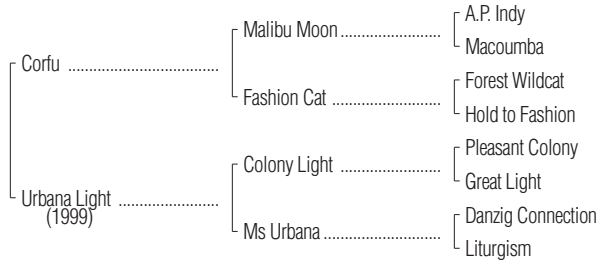 A.P. Indy
Malibu Moon ........................
Macoumba
Corfu ....................................
Forest Wildcat
Fashion Cat ..........................
Hold to Fashion
Pleasant Colony
Colony Light ........................
Great Light
Urbana Light ........................
(1999)
Danzig Connection
Ms Urbana ............................
Liturgism